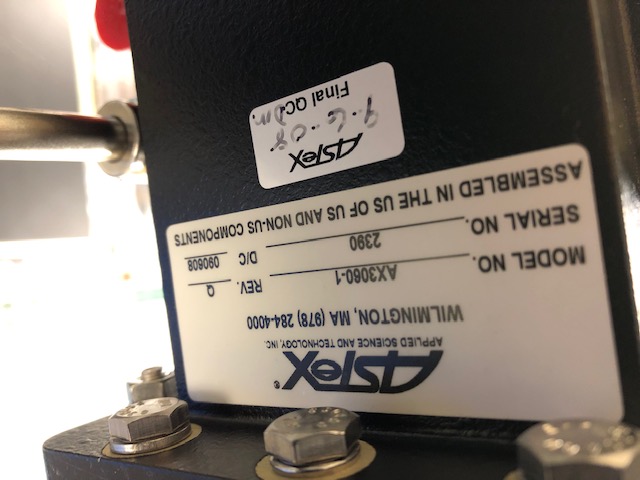 ASTeX®
APPLIED SCIENCE AND TECHNOLOGY, INC.
WILMINGTON, MA (978) 284-4000
MODEL NO. AX3060-1 REV. Q
SERIAL NO. 2390 D/C 090608
ASSEMBLED IN THE US OF US AND NON-US COMPONENTS
ASTeX
9-6-08
Final QC Dm.